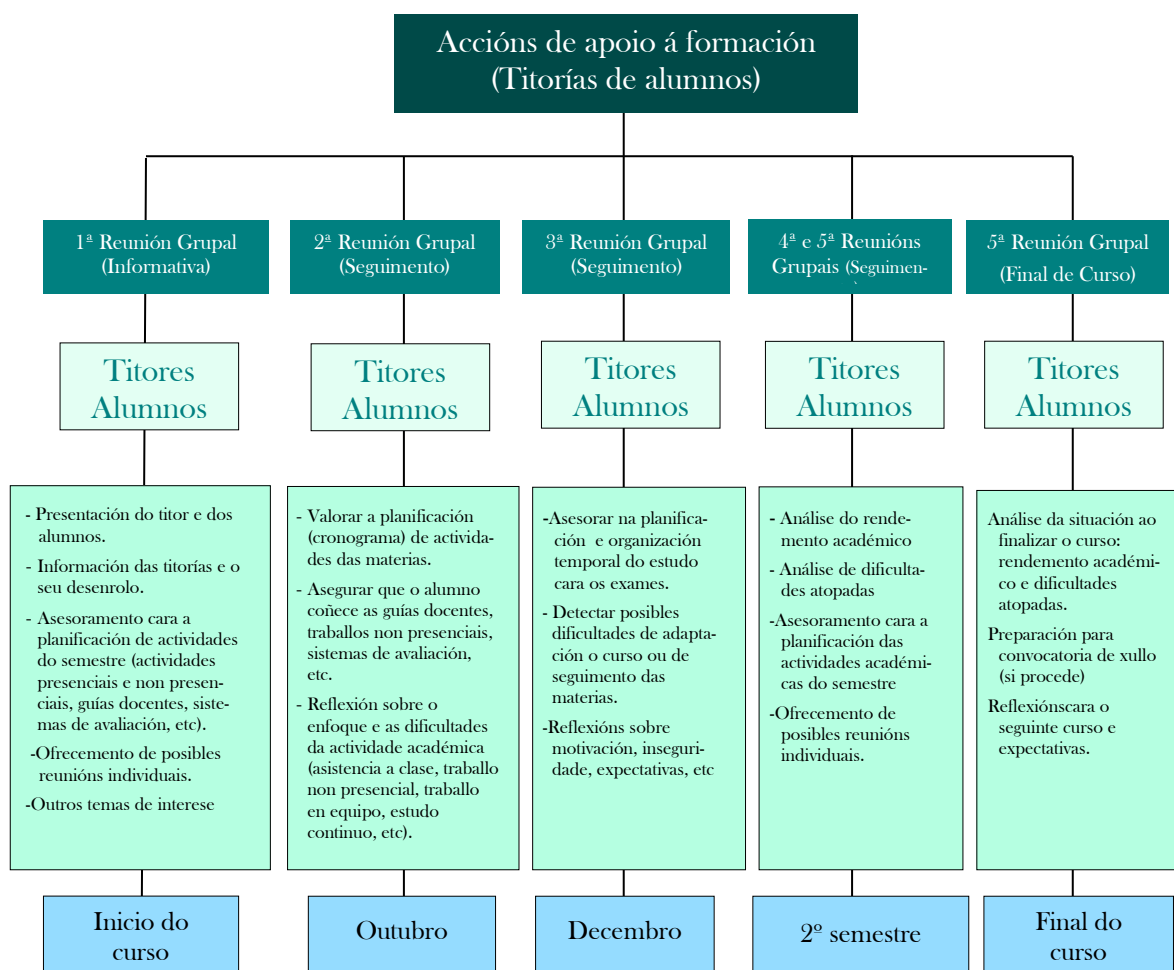 Accións de apoio á formación
(Titorías de alumnos)
1ª Reunión Grupal
(Informativa)
2ª Reunión Grupal
(Seguimento)
3ª Reunión Grupal
(Seguimento)
4ª e 5ª Reunións
Grupais (Seguimen-
5ª Reunión Grupal
(Final de Curso)
Titores
Alumnos
Titores
Alumnos
Titores
Alumnos
Titores
Alumnos
Titores
Alumnos
- Presentación do titor e dos
alumnos.
- Información das titorías e o
seu desenrolo.
- Asesoramento cara a
planificación de actividades
do semestre (actividades
presenciais e non presen-
ciais, guías docentes, siste-
mas de avaliación, etc).
-Ofrecemento de posibles
reunións individuais.
-Outros temas de interese
- Valorar a planificación
(cronograma) de activida-
des das materias.
- Asegurar que o alumno
coñece as guías docentes,
traballos non presenciais,
sistemas de avaliación,
etc.
- Reflexión sobre o
enfoque e as dificultades
da actividade académica
(asistencia a clase, traballo
non presencial, traballo
en equipo, estudo
continuo, etc).
-Asesorar na planifica-
ción e organización
temporal do estudo
cara os exames.
- Detectar posibles
dificultades de adapta-
ción o curso ou de
seguimento das
materias.
-Reflexións sobre
motivación, inseguri-
dade, expectativas, etc
- Análise do rende-
mento académico
- Análise de dificulta-
des atopadas
-Asesoramento cara a
planificación das
actividades académi-
cas do semestre
-Ofrecemento de
posibles reunións
individuais.
Análise da situación ao
finalizar o curso:
rendemento académi-
co e dificultades
atopadas.
Preparación para
convocatoria de xullo
(si procede)
Reflexiónscara o
seguinte curso e
expectativas.
Inicio do
curso
Outubro
Decembro
2º semestre
Final do
curso